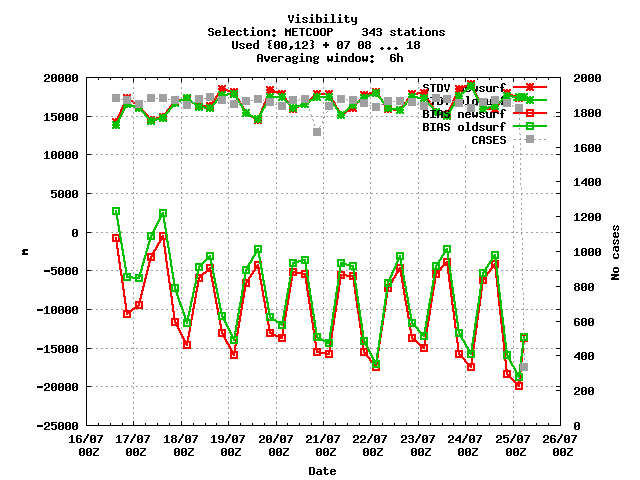 Visibility
Selection: METCOOP    343 stations
Used {00,12} + 07 08 ... 18
Averaging window:  6h
20000
15000
10000
5000
0
-5000
-10000
-15000
-20000
-25000
m
STDV newsurf
STDV oldsurf
BIAS newsurf
BIAS oldsurf
CASES
2000
1800
1600
1400
1200
1000
800
600
400
200
0
No cases
16/07 17/07 18/07 19/07 20/07 21/07 22/07 23/07 24/07 25/07 26/07
00Z 00Z 00Z 00Z 00Z 00Z 00Z 00Z 00Z 00Z 00Z
Date